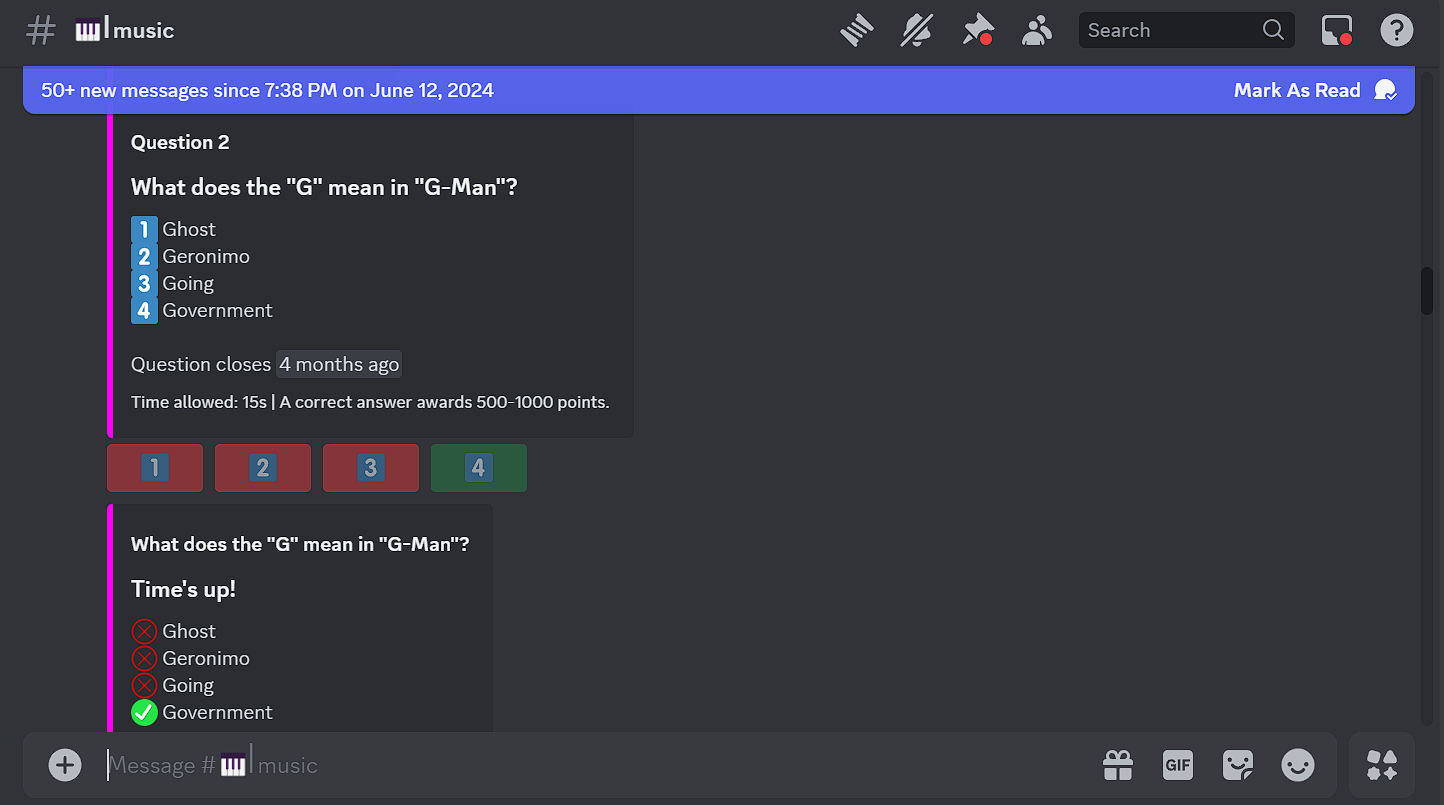 music
Search
50+ new messages since 7:38 PM on June 12, 2024
Mark As Read
Question 2
What does the "G" mean in "G-Man"?
1 Ghost
2 Geronimo
3 Going
4 Government
Question closes 4 months ago
Time allowed: 15s | A correct answer awards 500-1000 points.
1 2 3 4
What does the "G" mean in "G-Man"?
Time's up!
Ghost
Geronimo
Going
Government
Message # music
GIF